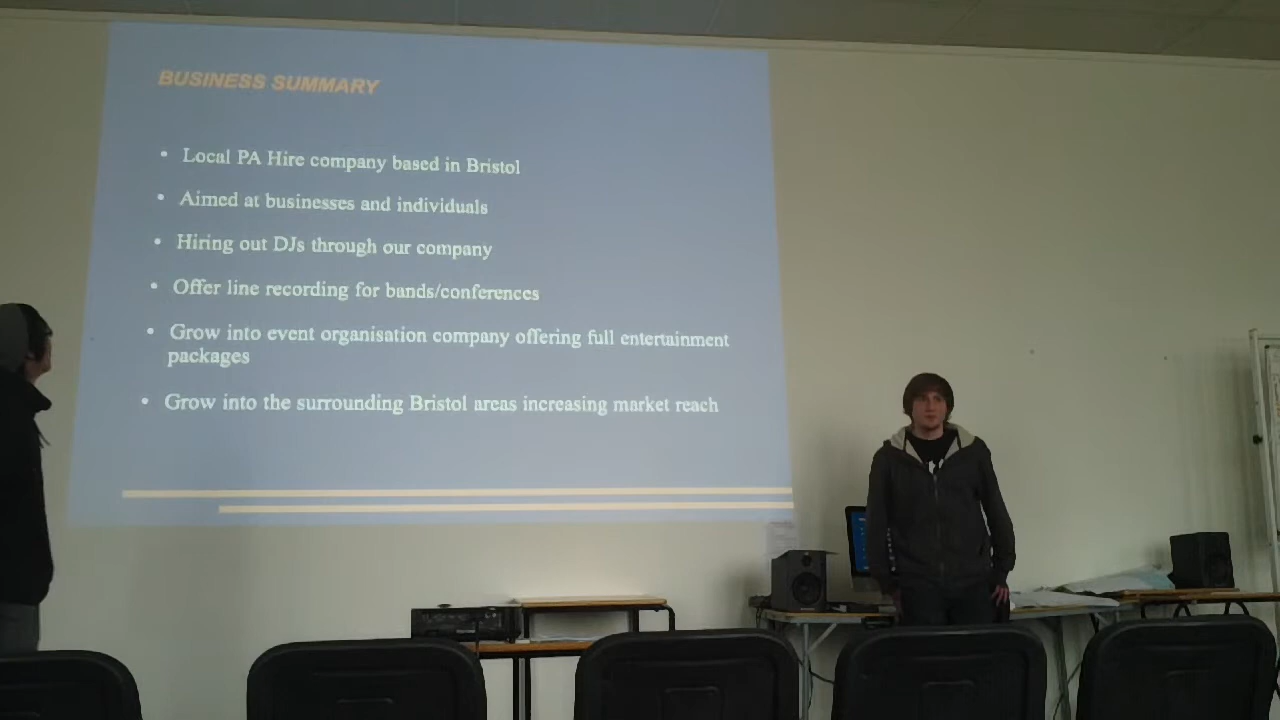 BUSINESS SUMMARY
• Local PA Hire company based in Bristol
• Aimed at businesses and individuals
• Hiring out DJs through our company
• Offer line recording for bands/conferences
• Grow into event organisation company offering full entertainment
packages
• Grow into the surrounding Bristol areas increasing market reach